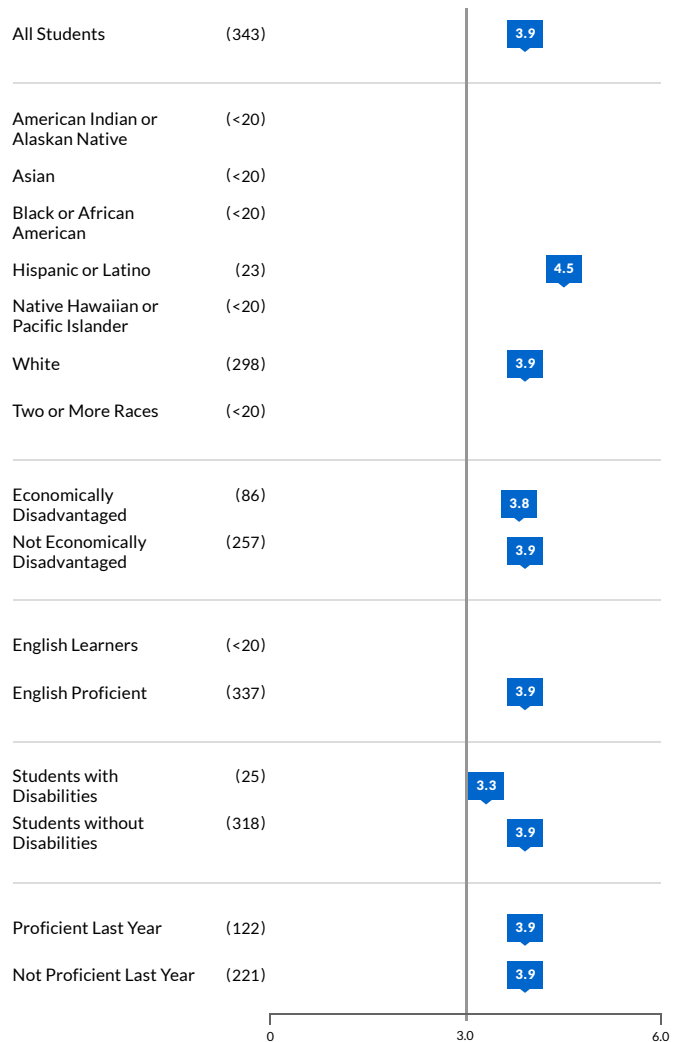 All Students (343) 3.9
American Indian or (<20)
Alaskan Native
Asian (<20)
Black or African (<20)
American
Hispanic or Latino (23) 4.5
Native Hawaiian or (<20)
Pacific Islander
White (298) 3.9
Two or More Races (<20)
Economically (86) 3.8
Disadvantaged
Not Economically (257) 3.9
Disadvantaged
English Learners (<20)
English Proficient (337) 3.9
Students with (25) 3.3
Disabilities
Students without (318) 3.9
Disabilities
Proficient Last Year (122) 3.9
Not Proficient Last Year (221) 3.9
0 3.0 6.0